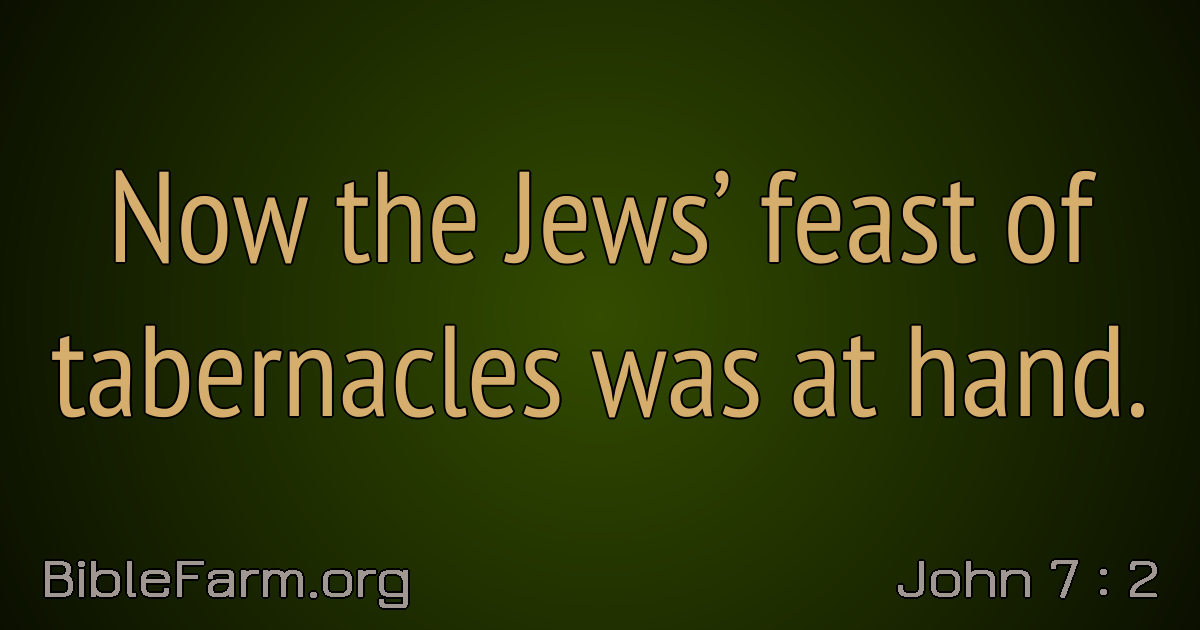 Now the Jews’ feast of
tabernacles was at hand.
BibleFarm.org
John 7 : 2